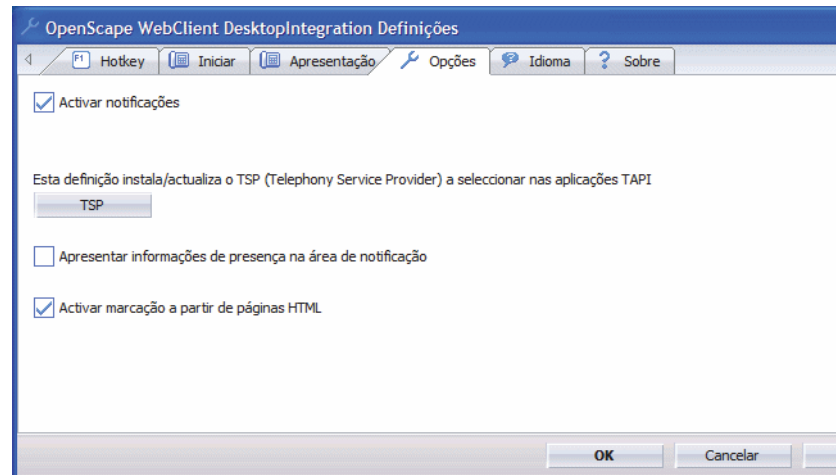 OpenScape WebClient DesktopIntegration Definições
F1 Hotkey Iniciar Apresentação Opções Idioma ? Sobre
Activar notificações
Esta definição instala/actualiza o TSP (Telephony Service Provider) a seleccionar nas aplicações TAPI
TSP
Apresentar informações de presença na área de notificação
Activar marcação a partir de páginas HTML
OK Cancelar